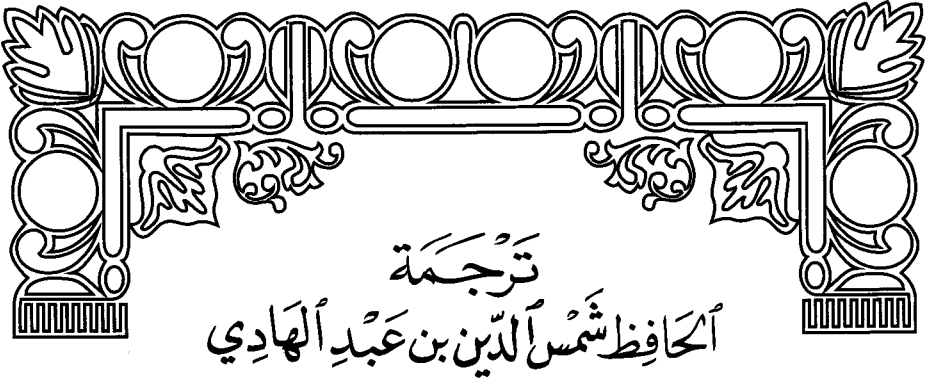 تَرْجَمَة
الحَافِظ شَمْس الدّين بن عَبْدِ الهَادِي